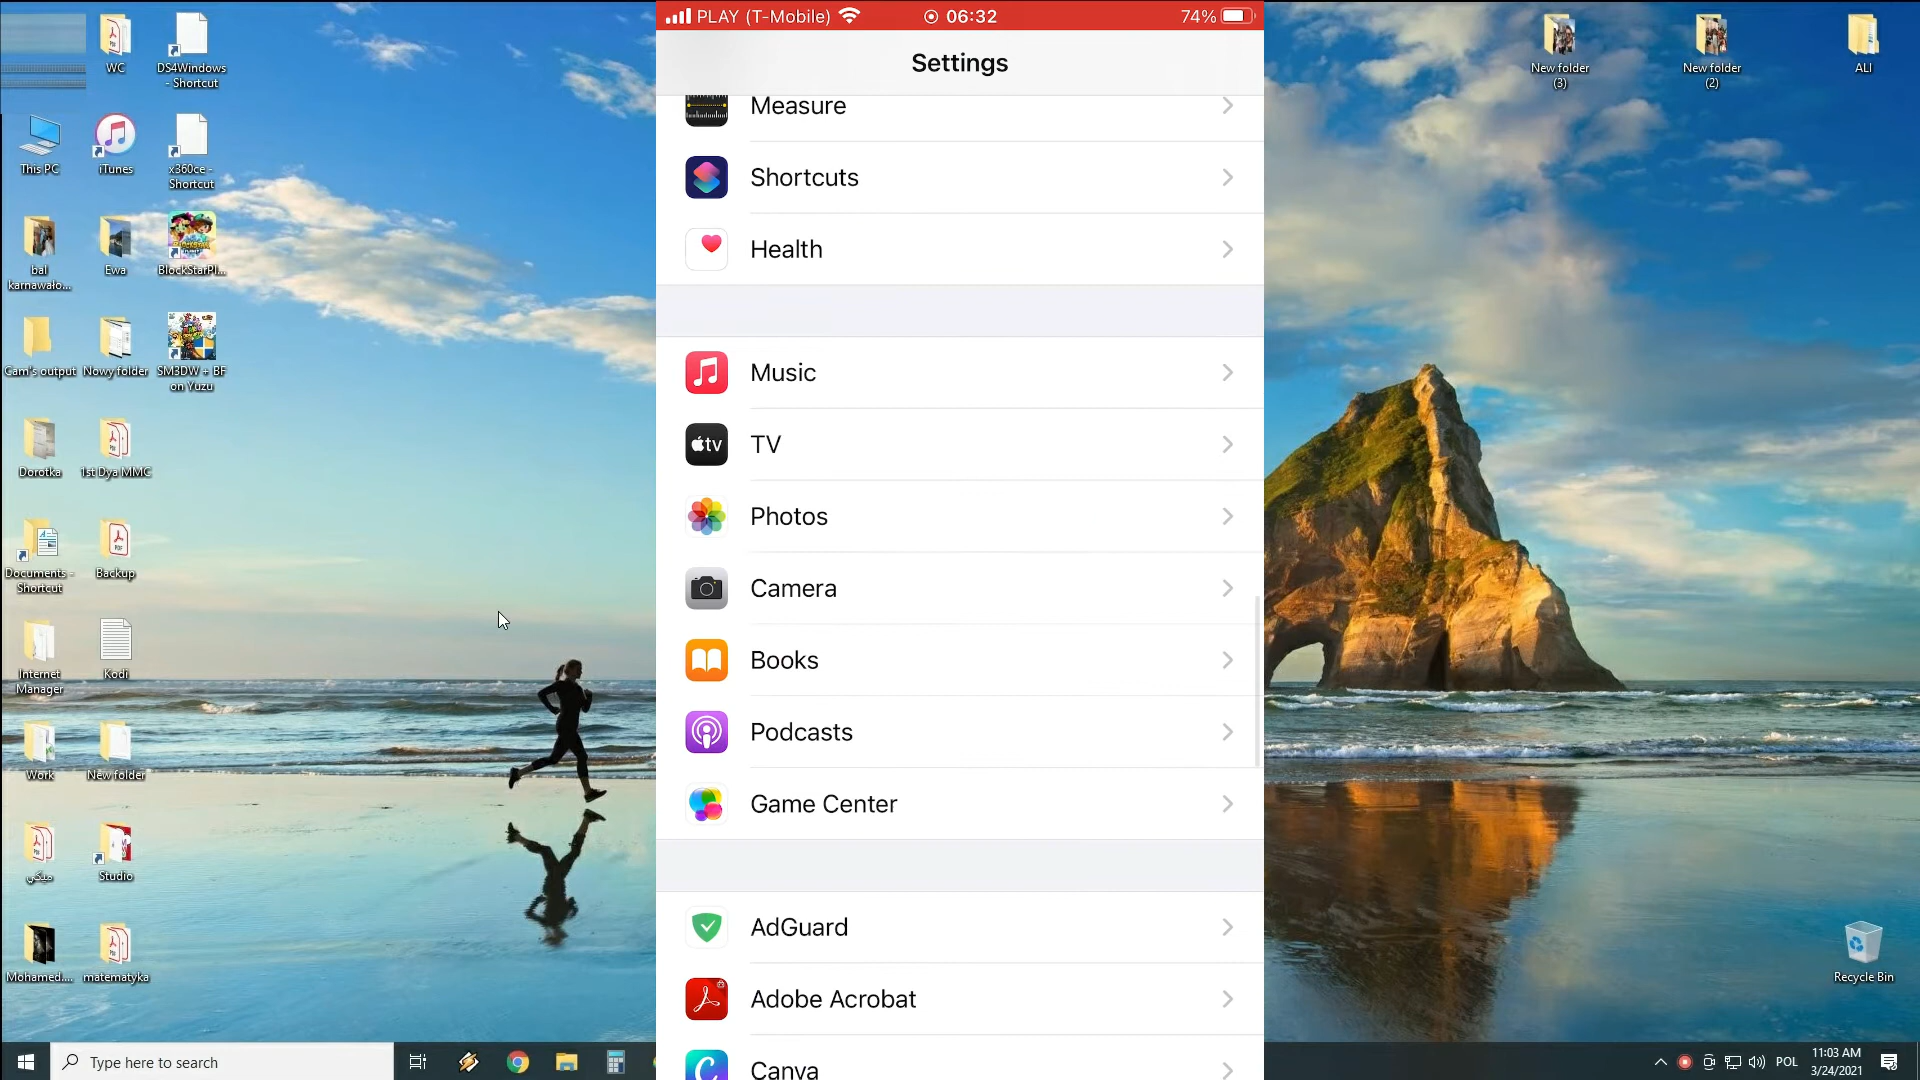 WC
DS4Windows
- Shortcut
This PC
iTunes
x360ce -
Shortcut
bal
karnawało...
Ewa
BlockStarPl...
Cam's output
Nowy folder
SM3DW + BF
on Yuzu
Dorotka
1st Dya MMC
Documents -
Shortcut
Backup
Internet
Manager
Kodi
Work
New folder
ميكي
Studio
Mohamed....
matematyka
PLAY (T-Mobile)
06:32
74%
Settings
Measure
Shortcuts
Health
Music
tv
TV
Photos
Camera
Books
Podcasts
Game Center
AdGuard
Adobe Acrobat
Canva
New folder
(3)
New folder
(2)
ALI
Recycle Bin
Type here to search
POL
11:03 AM
3/24/2021